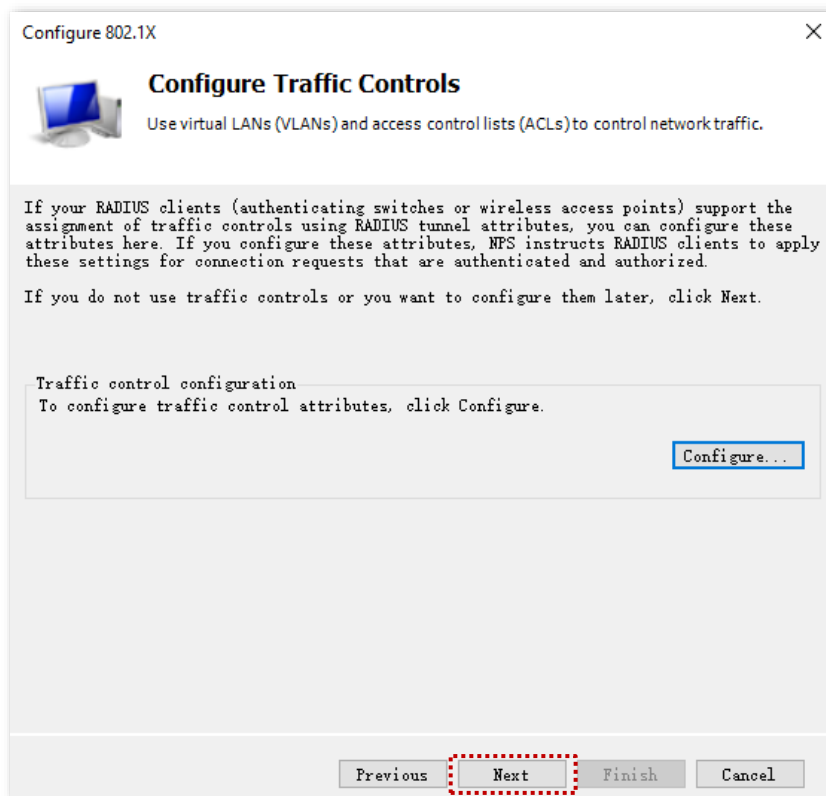 Configure 802.1X
Configure Traffic Controls
Use virtual LANs (VLANs) and access control lists (ACLs) to control network traffic.
If your RADIUS clients (authenticating switches or wireless access points) support the
assignment of traffic controls using RADIUS tunnel attributes, you can configure these
attributes here. If you configure these attributes, NPS instructs RADIUS clients to apply
these settings for connection requests that are authenticated and authorized.
If you do not use traffic controls or you want to configure them later, click Next.
Traffic control configuration
To configure traffic control attributes, click Configure.
Configure...
Previous
Next
Finish
Cancel